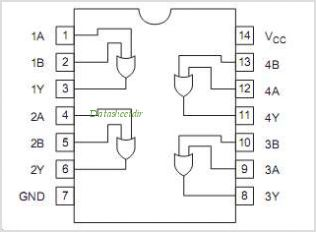 1A 1 14 VCC
1B 2 13 4B
1Y 3 12 4A
2A 4 Datasheetdir 11 4Y
2B 5 10 3B
2Y 6 9 3A
GND 7 8 3Y